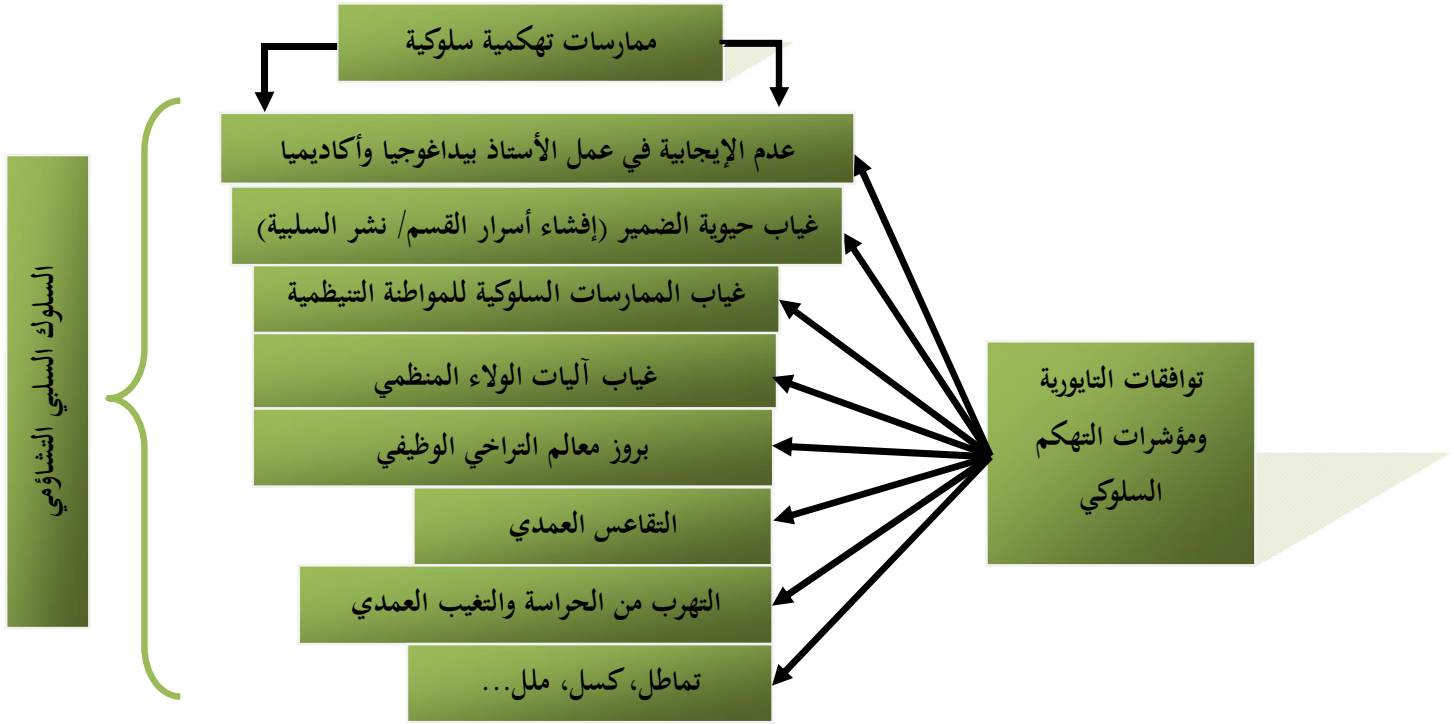 ممارسات تهكمية سلوكية
عدم الإيجابية في عمل الأستاذ بيداغوجيا وأكاديميا
غياب حيوية الضمير (إفشاء أسرار القسم/ نشر السلبية)
غياب الممارسات السلوكية للمواطنة التنيظمية
غياب آليات الولاء المنظمي
بروز معالم التراخي الوظيفي
التقاعس العمدي
التهرب من الحراسة والتغيب العمدي
تماطل، كسل، ملل...
توافقات التايورية
ومؤشرات التهكم
السلوكي
السلوك السلبي التشاؤمي